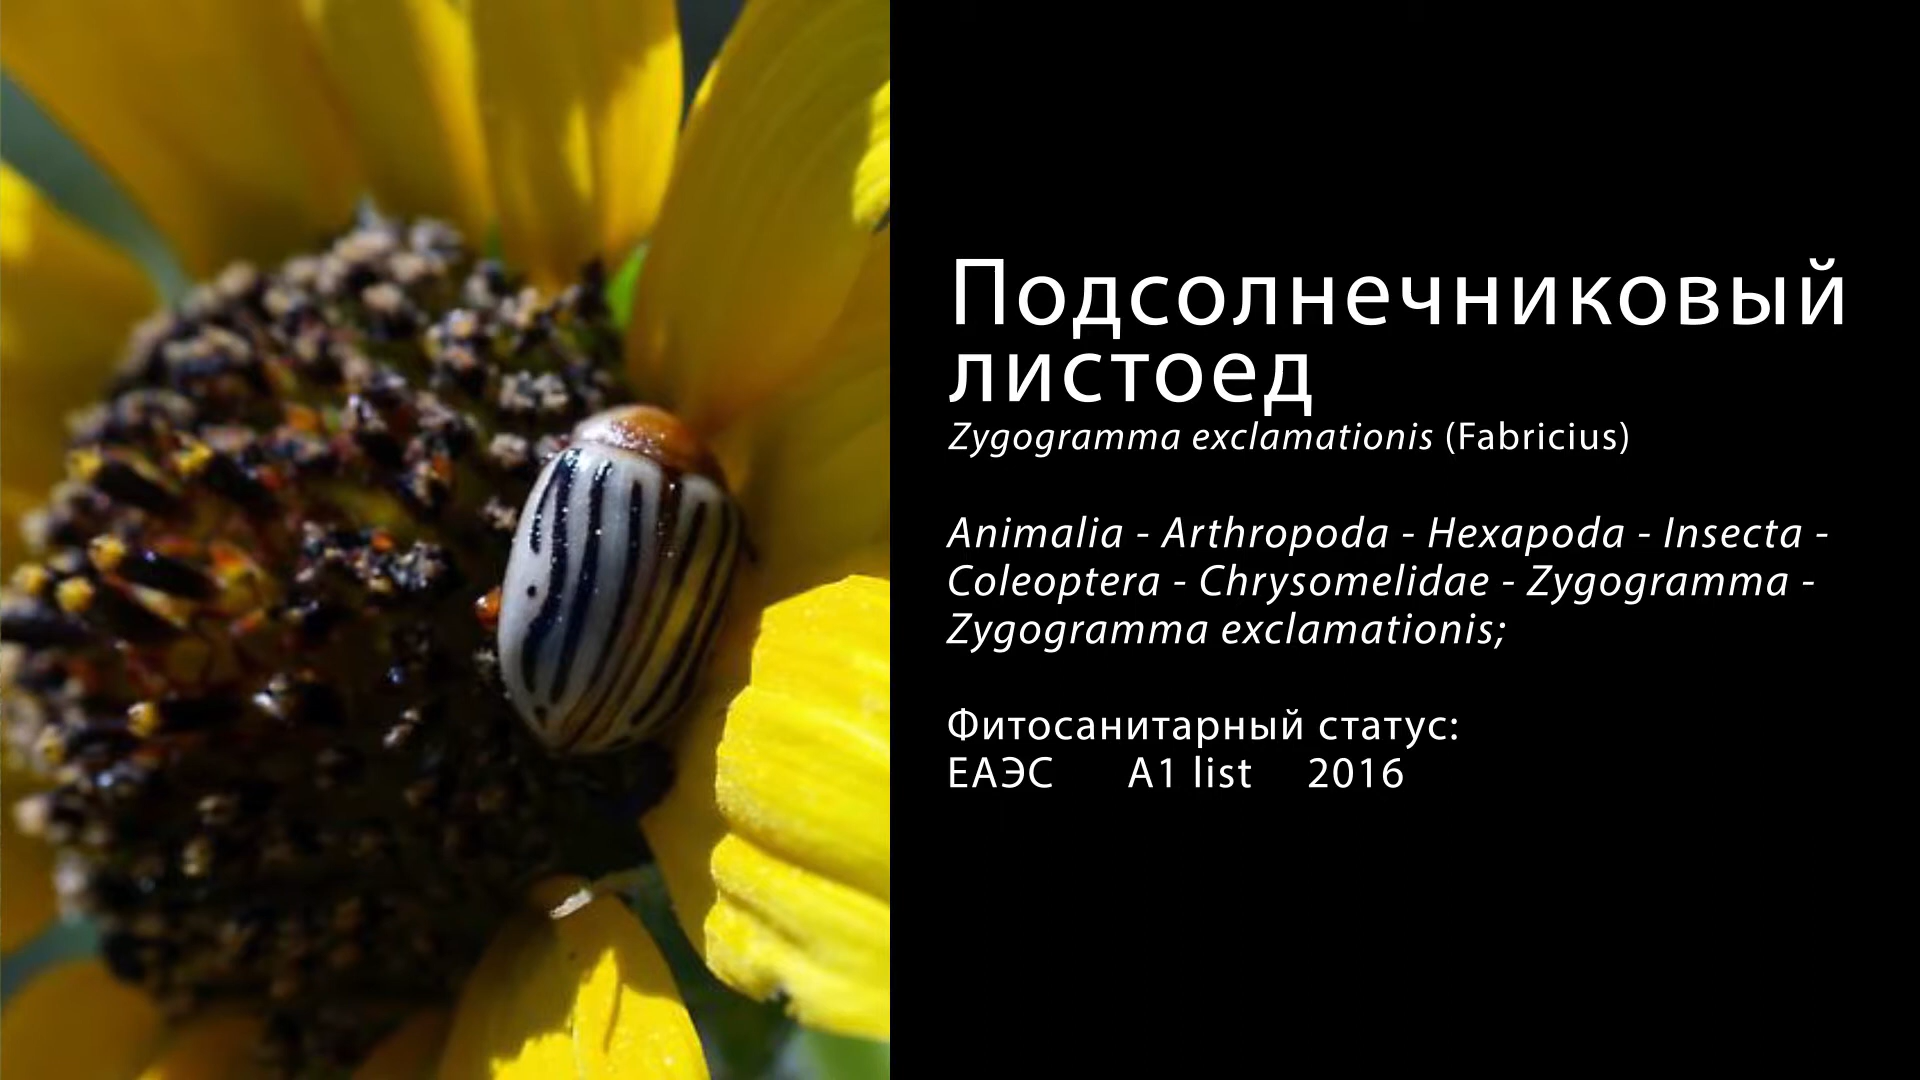 Подсолнечниковый
листоед
Zygogramma exclamationis (Fabricius)
Animalia - Arthropoda - Hexapoda - Insecta -
Coleoptera - Chrysomelidae - Zygogramma -
Zygogramma exclamationis;
Фитосанитарный статус:
ЕАЭС A1 list 2016